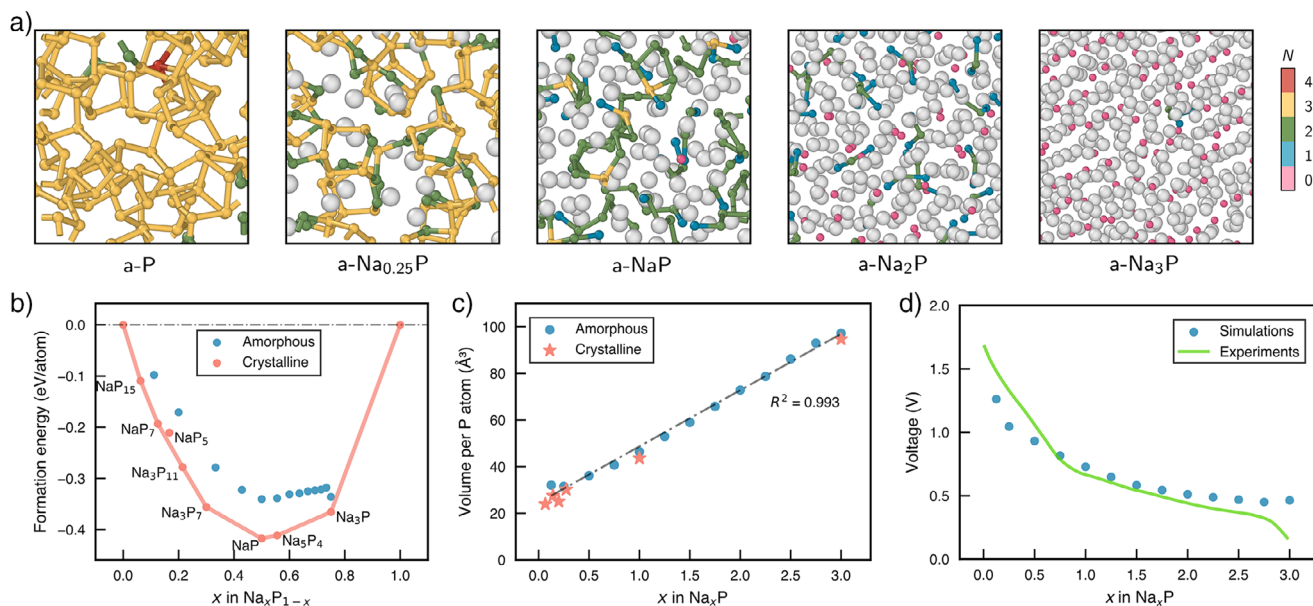 a)
N
4
3
2
1
0
a-P
a-Na0.25P
a-NaP
a-Na2P
a-Na3P
b)
Formation energy (eV/atom)
0.0
−0.1
−0.2
−0.3
−0.4
Amorphous
Crystalline
NaP15
NaP7
NaP5
Na3P11
Na3P7
NaP
Na5P4
Na3P
0.0 0.2 0.4 0.6 0.8 1.0
x in NaxP1−x
c)
Volume per P atom (Å³)
100
80
60
40
20
0
Amorphous
Crystalline
R² = 0.993
0.0 0.5 1.0 1.5 2.0 2.5 3.0
x in NaxP
d)
Voltage (V)
2.0
1.5
1.0
0.5
0.0
Simulations
Experiments
0.0 0.5 1.0 1.5 2.0 2.5 3.0
x in NaxP